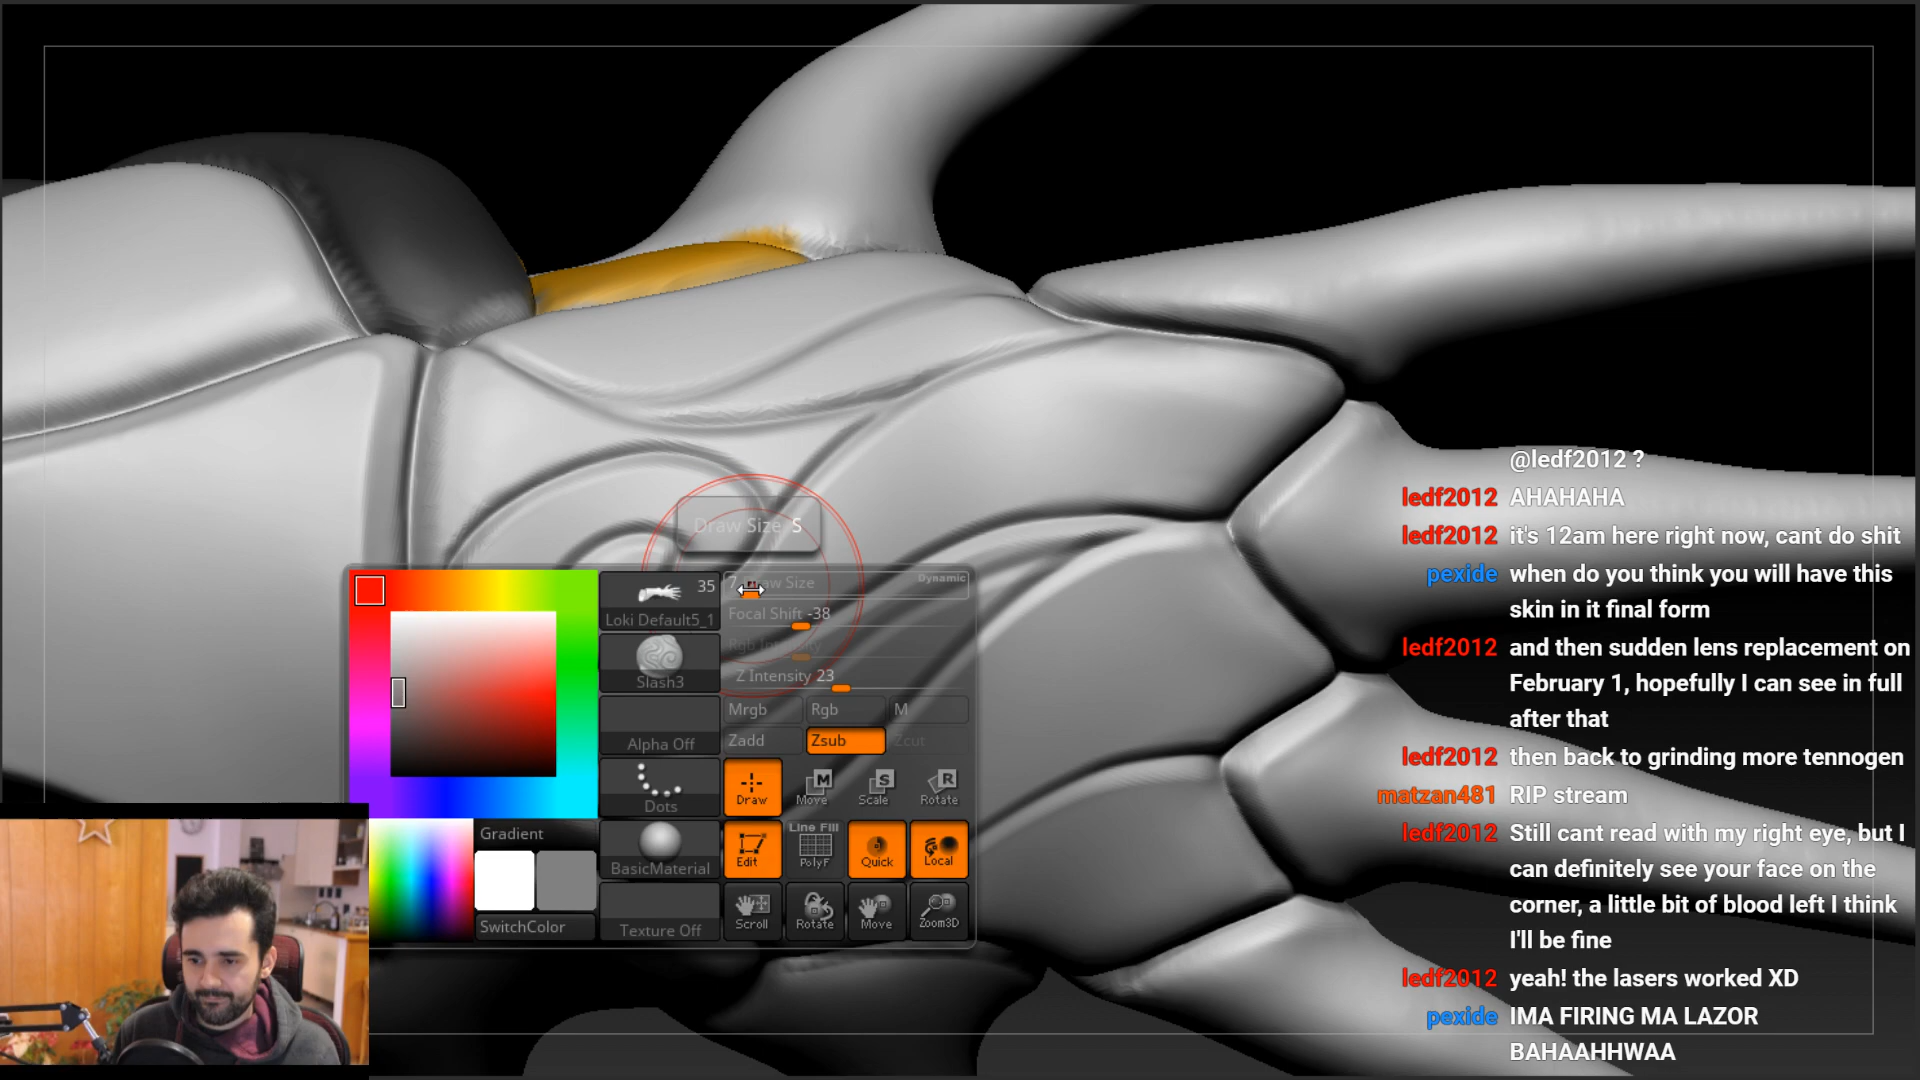 @ledf2012 ?
ledf2012 AHAHAHA
ledf2012 it's 12am here right now, cant do shit
pexide when do you think you will have this
skin in it final form
ledf2012 and then sudden lens replacement on
February 1, hopefully I can see in full
after that
ledf2012 then back to grinding more tennogen
matzan481 RIP stream
ledf2012 Still cant read with my right eye, but I
can definitely see your face on the
corner, a little bit of blood left I think
I'll be fine
ledf2012 yeah! the lasers worked XD
pexide IMA FIRING MA LAZOR
BAHAAHHWAA
Draw Size S
35
Loki Default5_1
Slash3
Alpha Off
Dots
BasicMaterial
Texture Off
Draw Size
Dynamic
Focal Shift -38
Z Intensity 23
Mrgb Rgb M
Zadd Zsub Zcut
Draw
M
Move
S
Scale
R
Rotate
Edit
Line Fill
PolyF
Quick
Local
Scroll
Rotate
Move
Zoom3D
Gradient
SwitchColor